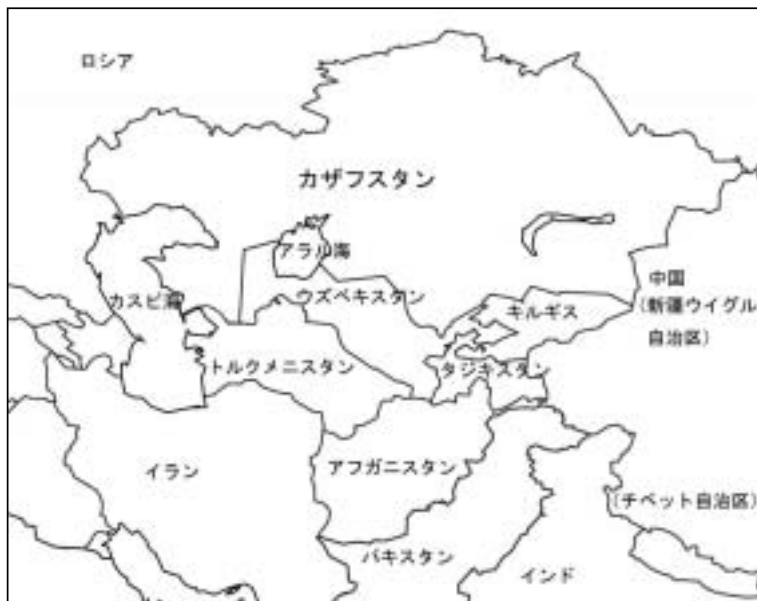 ロシア
カザフスタン
アラル海
カスピ海
ウズベキスタン
キルギス
中国
(新疆ウイグル
自治区)
トルクメニスタン
タジキスタン
イラン
アフガニスタン
(チベット自治区)
パキスタン
インド